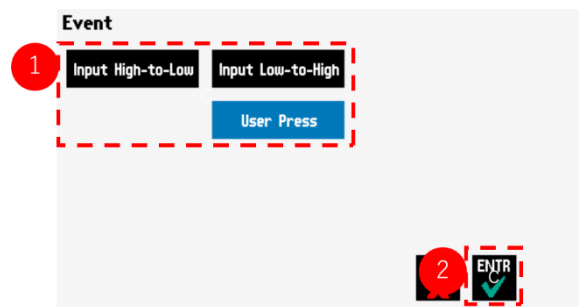 Event
1
Input High-to-Low Input Low-to-High
User Press
2
ENTR
C